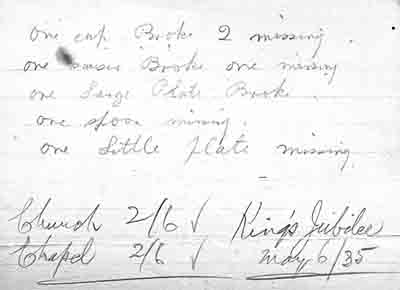 one cup Broke 2 missing.
one basin Broke one missing
one Large Plate Broke.
one spoon missing.
one Little plate missing
Church 2/6 ✓ King's Jubilee
Chapel 2/6 ✓ May 6/35